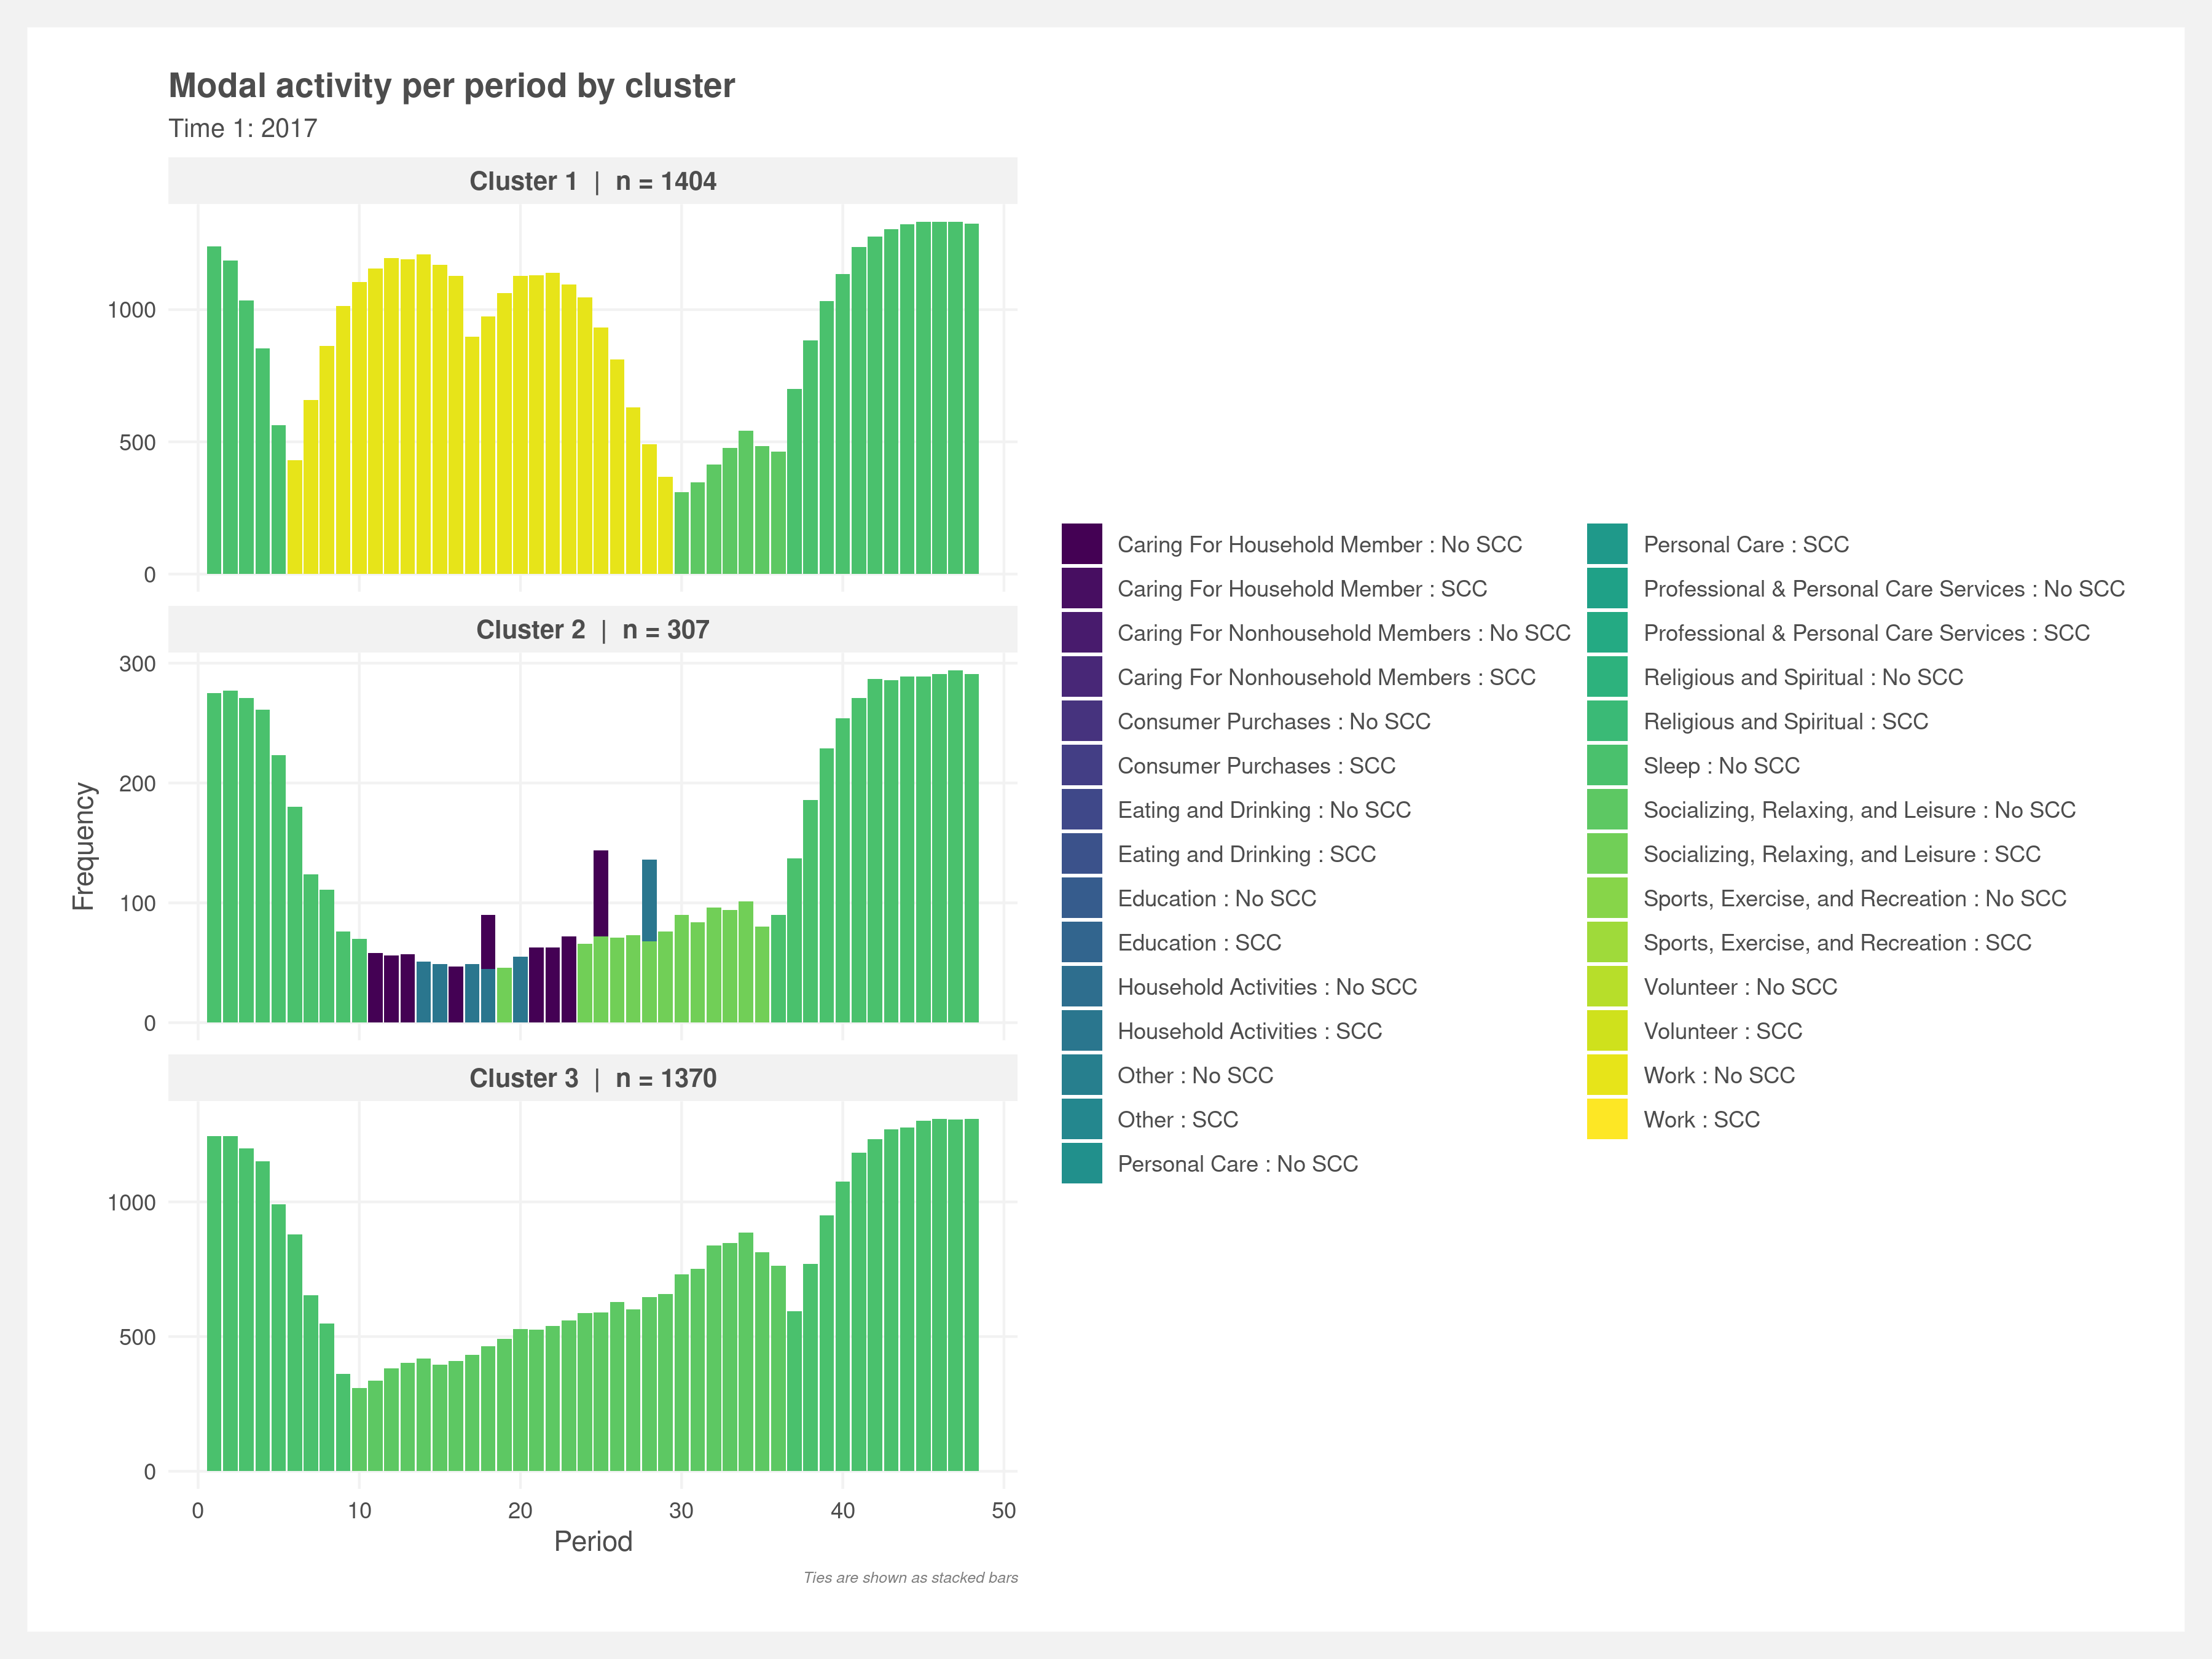 Modal activity per period by cluster
Time 1: 2017
Cluster 1 | n = 1404
1000
500
0
Cluster 2 | n = 307
300
200
100
0
Frequency
Cluster 3 | n = 1370
1000
500
0
0 10 20 30 40 50
Period
Ties are shown as stacked bars
Caring For Household Member : No SCC
Caring For Household Member : SCC
Caring For Nonhousehold Members : No SCC
Caring For Nonhousehold Members : SCC
Consumer Purchases : No SCC
Consumer Purchases : SCC
Eating and Drinking : No SCC
Eating and Drinking : SCC
Education : No SCC
Education : SCC
Household Activities : No SCC
Household Activities : SCC
Other : No SCC
Other : SCC
Personal Care : No SCC
Personal Care : SCC
Professional & Personal Care Services : No SCC
Professional & Personal Care Services : SCC
Religious and Spiritual : No SCC
Religious and Spiritual : SCC
Sleep : No SCC
Socializing, Relaxing, and Leisure : No SCC
Socializing, Relaxing, and Leisure : SCC
Sports, Exercise, and Recreation : No SCC
Sports, Exercise, and Recreation : SCC
Volunteer : No SCC
Volunteer : SCC
Work : No SCC
Work : SCC